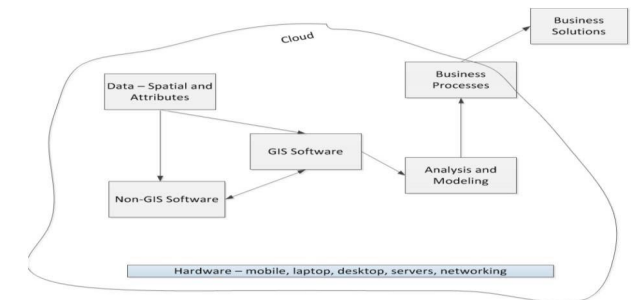 Business
Solutions
Cloud
Business
Processes
Data – Spatial and
Attributes
GIS Software
Analysis and
Modeling
Non-GIS Software
Hardware – mobile, laptop, desktop, servers, networking